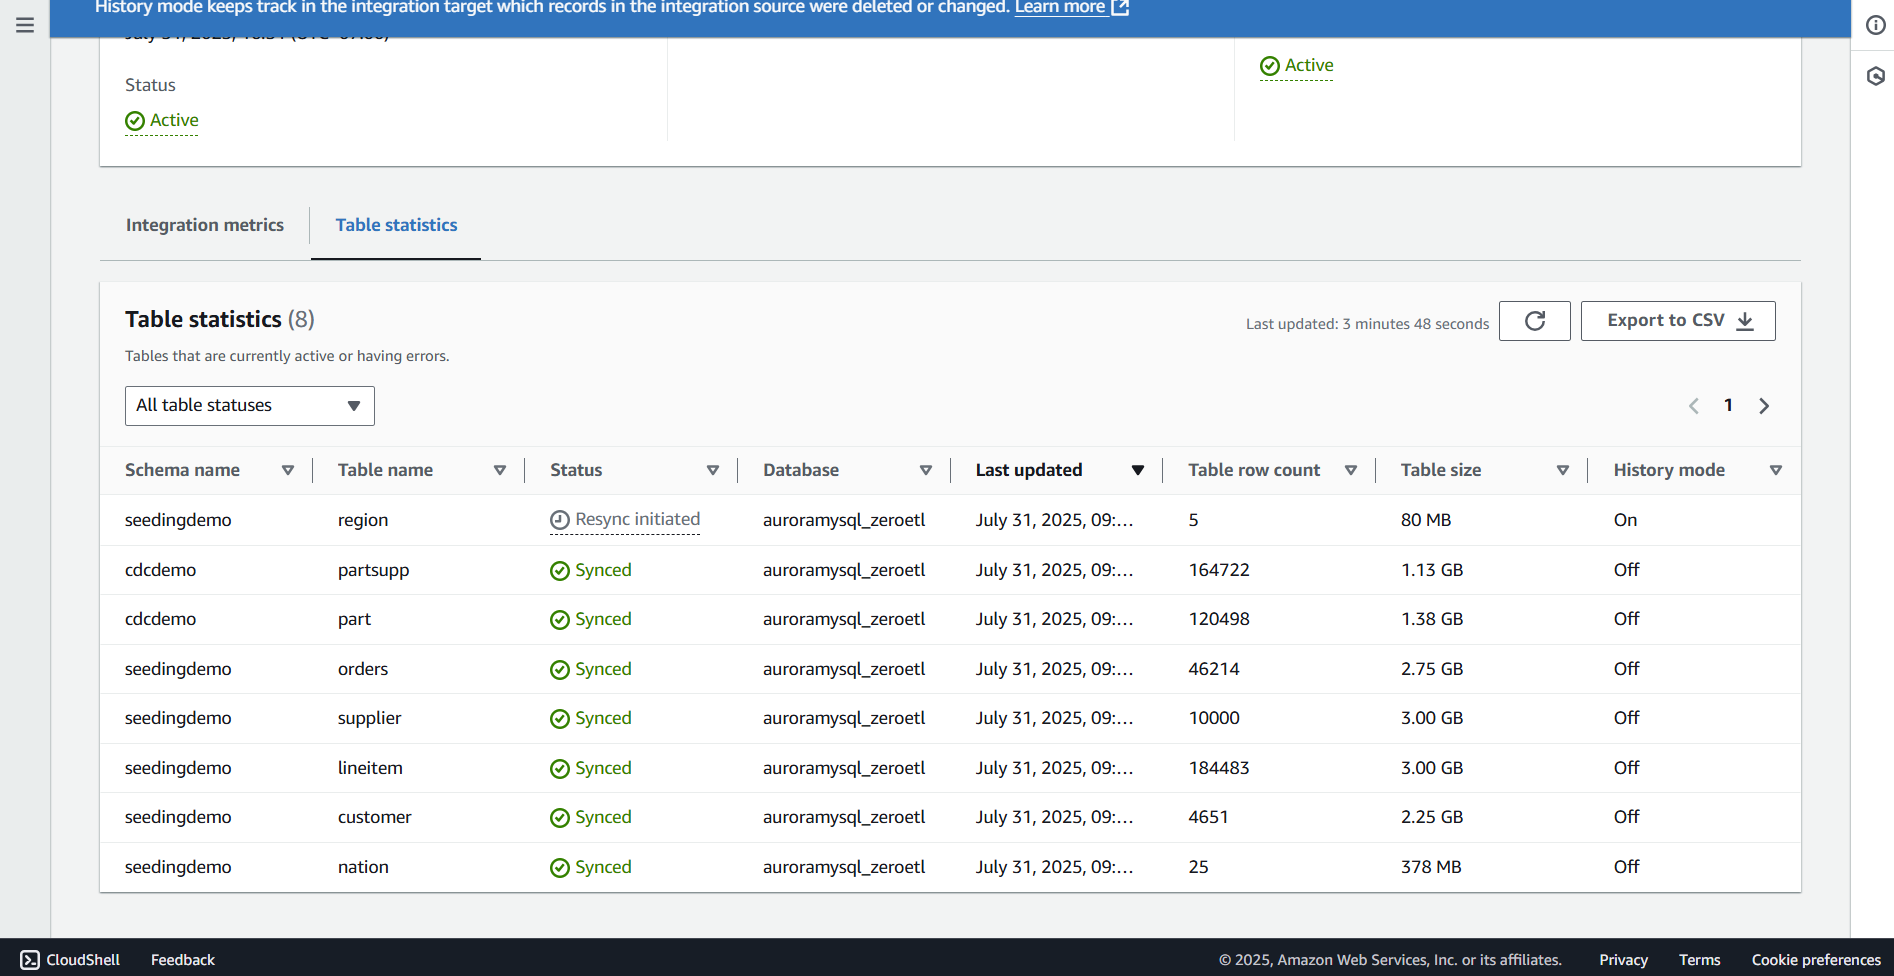 History mode keeps track in the integration target which records in the integration source were deleted or changed. Learn more
Status
Active
Active
Integration metrics
Table statistics
Table statistics (8)
Last updated: 3 minutes 48 seconds
Export to CSV
Tables that are currently active or having errors.
All table statuses
1
Schema name Table name Status Database Last updated Table row count Table size History mode
seedingdemo region Resync initiated auroramysql_zeroetl July 31, 2025, 09:... 5 80 MB On
cdcdemo partsupp Synced auroramysql_zeroetl July 31, 2025, 09:... 164722 1.13 GB Off
cdcdemo part Synced auroramysql_zeroetl July 31, 2025, 09:... 120498 1.38 GB Off
seedingdemo orders Synced auroramysql_zeroetl July 31, 2025, 09:... 46214 2.75 GB Off
seedingdemo supplier Synced auroramysql_zeroetl July 31, 2025, 09:... 10000 3.00 GB Off
seedingdemo lineitem Synced auroramysql_zeroetl July 31, 2025, 09:... 184483 3.00 GB Off
seedingdemo customer Synced auroramysql_zeroetl July 31, 2025, 09:... 4651 2.25 GB Off
seedingdemo nation Synced auroramysql_zeroetl July 31, 2025, 09:... 25 378 MB Off
CloudShell Feedback © 2025, Amazon Web Services, Inc. or its affiliates. Privacy Terms Cookie preferences